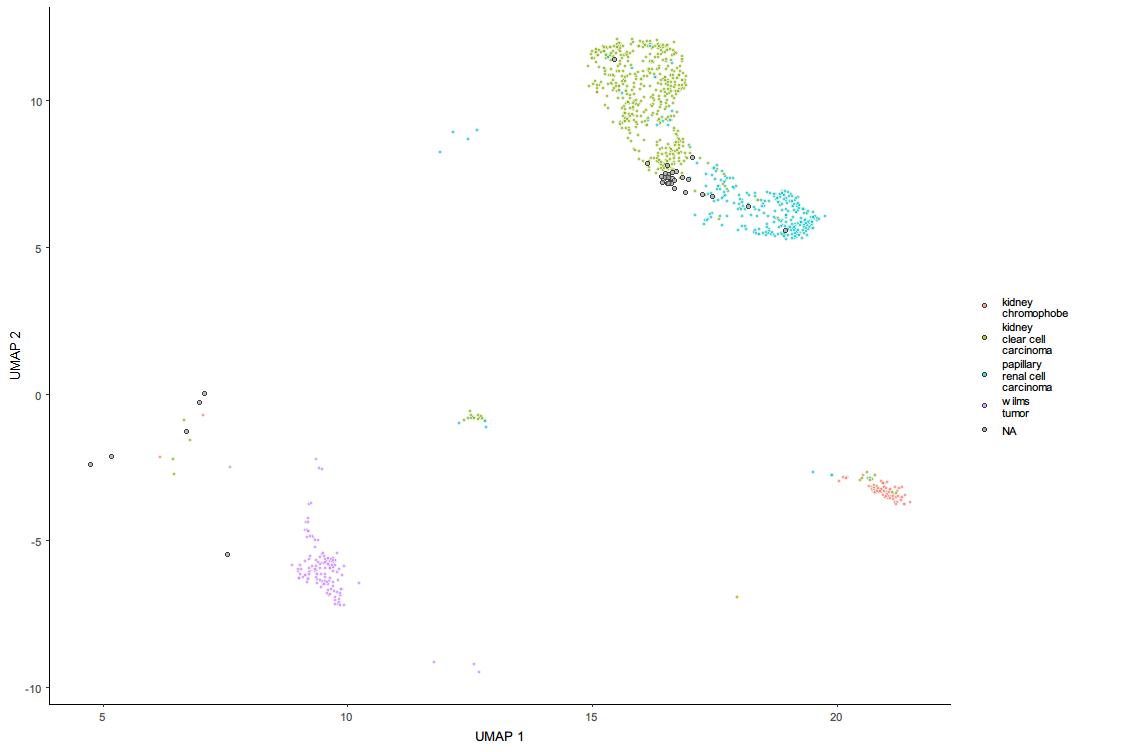 10
5
0
-5
-10
UMAP 2
5
10
15
20
UMAP 1
kidney
chromophobe
kidney
clear cell
carcinoma
papillary
renal cell
carcinoma
wilms
tumor
NA